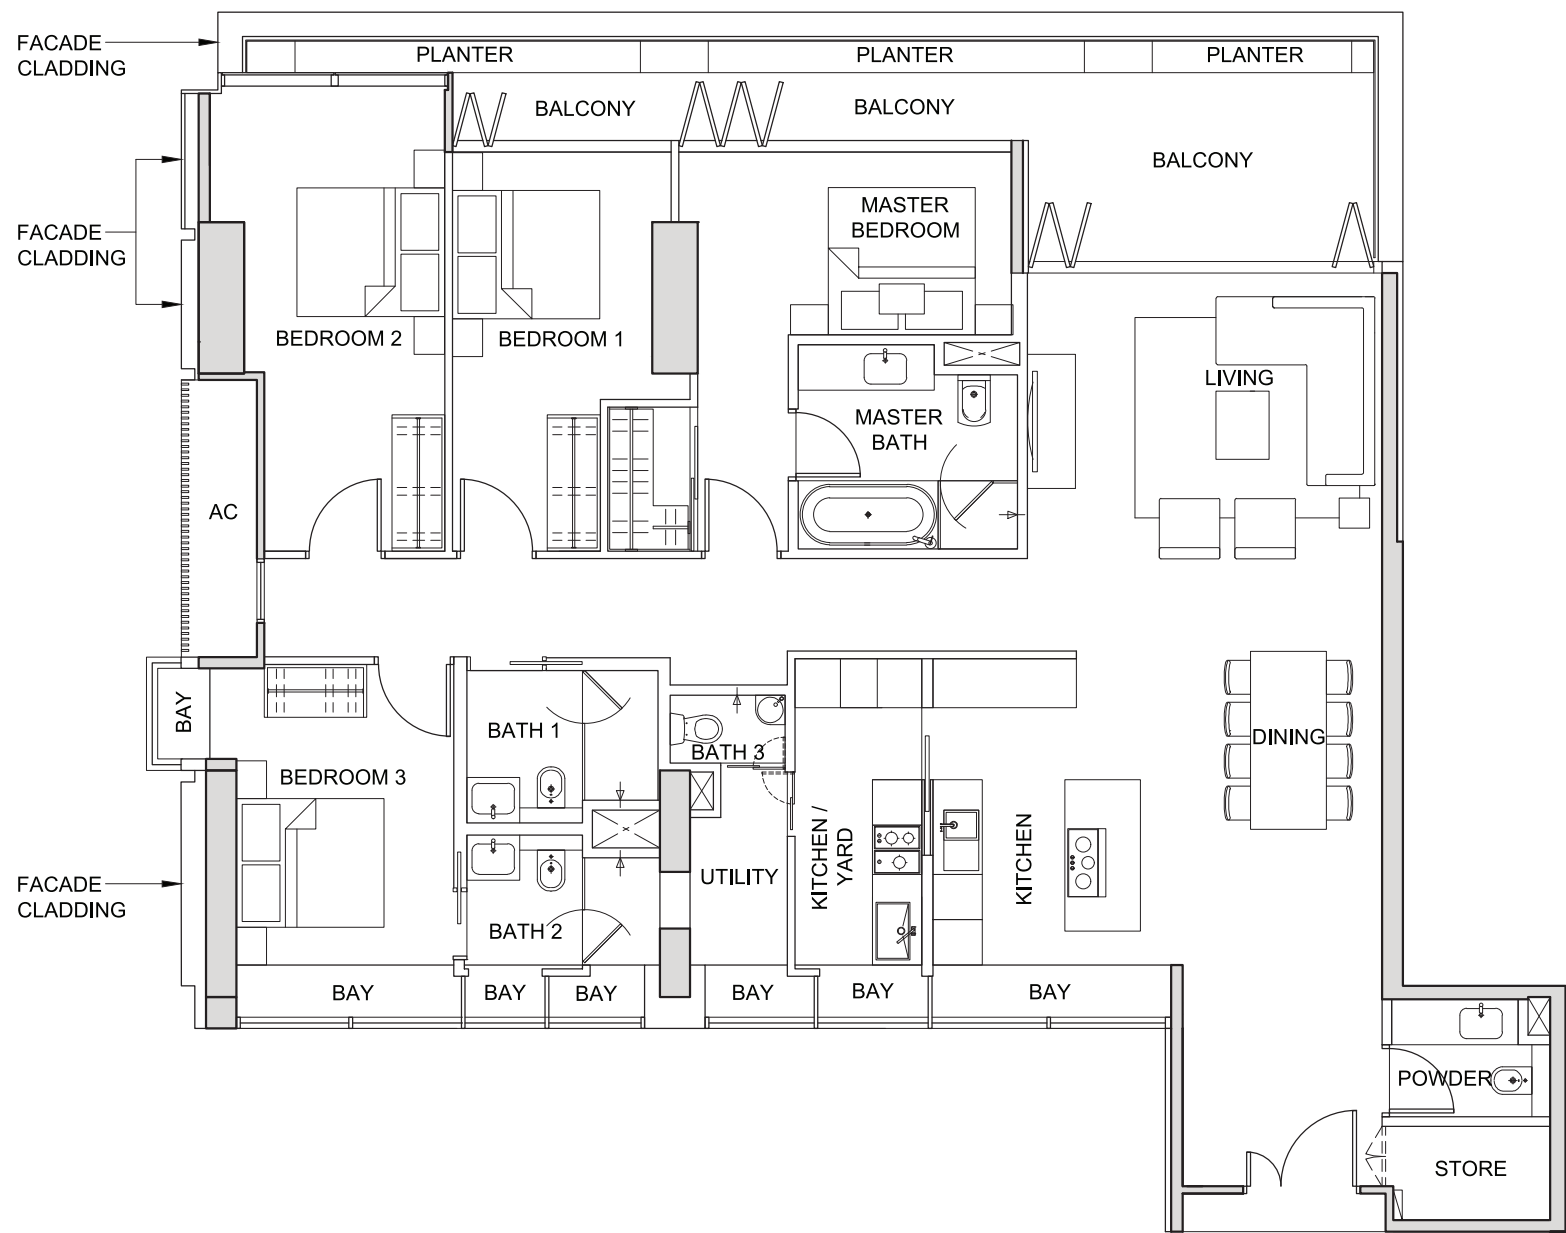 FACADE
CLADDING
PLANTER
PLANTER
PLANTER
BALCONY
BALCONY
BALCONY
FACADE
CLADDING
MASTER
BEDROOM
BEDROOM 2
BEDROOM 1
LIVING
MASTER
BATH
AC
BAY
BATH 1
BATH 3
DINING
BEDROOM 3
KITCHEN /
YARD
KITCHEN
UTILITY
FACADE
CLADDING
BATH 2
BAY
BAY
BAY
BAY
BAY
BAY
POWDER
STORE